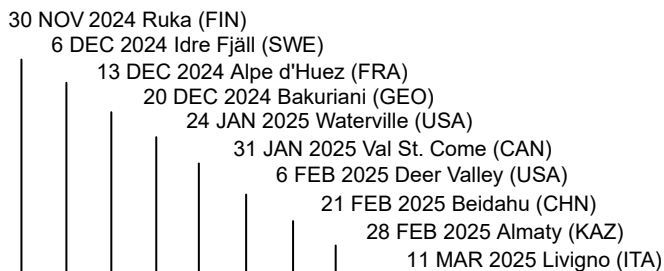 30 NOV 2024 Ruka (FIN)
6 DEC 2024 Idre Fjäll (SWE)
13 DEC 2024 Alpe d'Huez (FRA)
20 DEC 2024 Bakuriani (GEO)
24 JAN 2025 Waterville (USA)
31 JAN 2025 Val St. Come (CAN)
6 FEB 2025 Deer Valley (USA)
21 FEB 2025 Beidahu (CHN)
28 FEB 2025 Almaty (KAZ)
11 MAR 2025 Livigno (ITA)